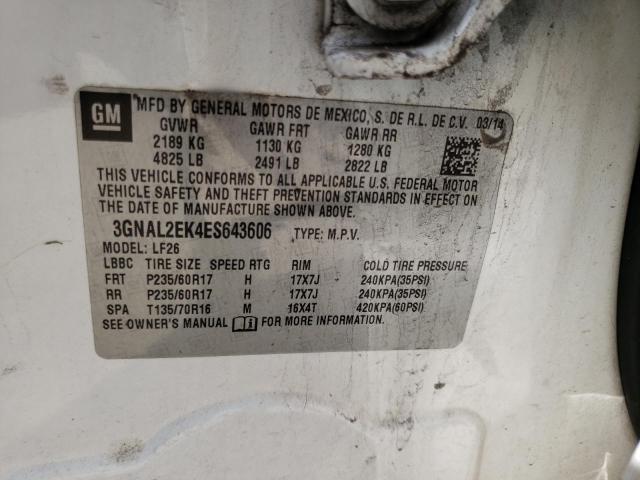 GM MFD BY GENERAL MOTORS DE MEXICO, S. DE R.L. DE C.V. 03/14
GVWR GAWR FRT GAWR RR
2189 KG 1130 KG 1280 KG
4825 LB 2491 LB 2822 LB
THIS VEHICLE CONFORMS TO ALL APPLICABLE U.S. FEDERAL MOTOR
VEHICLE SAFETY AND THEFT PREVENTION STANDARDS IN EFFECT ON
THE DATE OF MANUFACTURE SHOWN ABOVE.
3GNAL2EK4ES643606 TYPE: M.P.V.
MODEL: LF26
LBBC TIRE SIZE SPEED RTG RIM COLD TIRE PRESSURE
FRT P235/60R17 H 17X7J 240KPA(35PSI)
RR P235/60R17 H 17X7J 240KPA(35PSI)
SPA T135/70R16 M 16X4T 420KPA(60PSI)
SEE OWNER'S MANUAL FOR MORE INFORMATION.